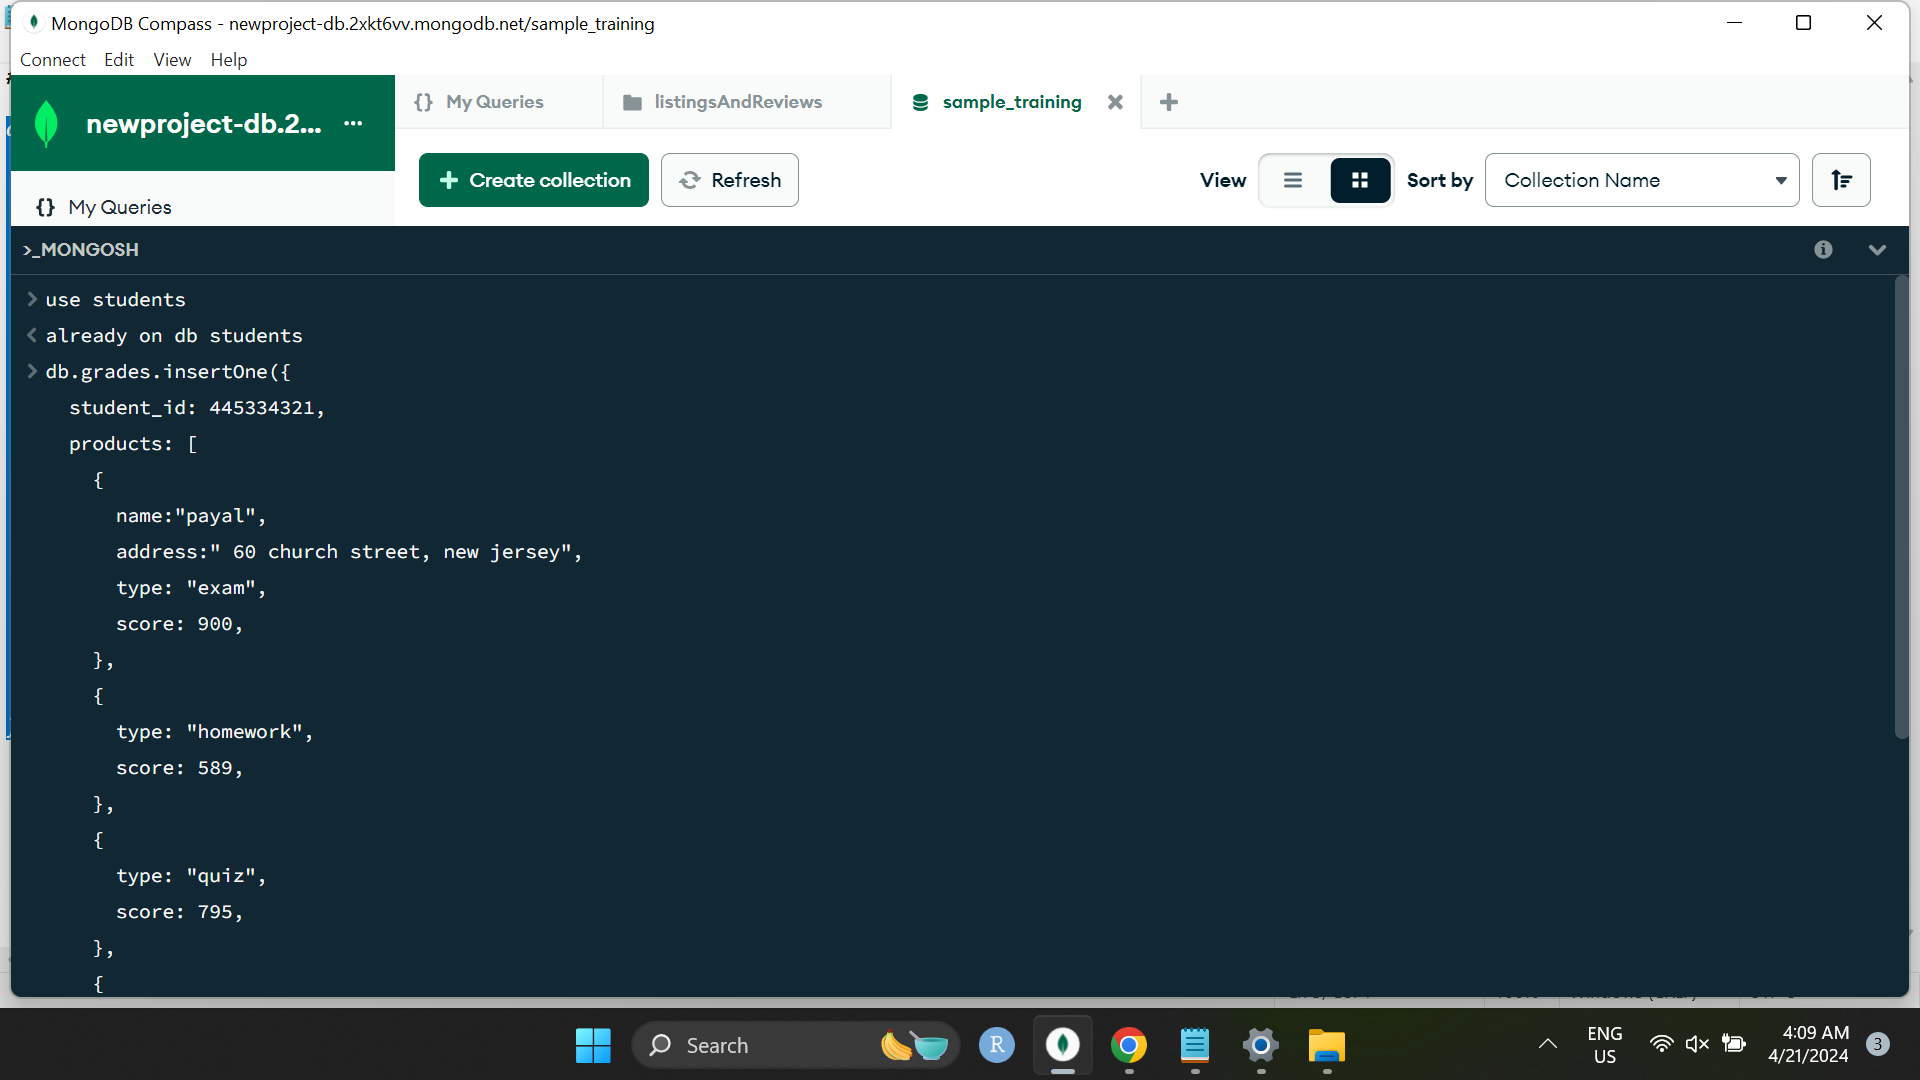 MongoDB Compass - newproject-db.2xkt6vv.mongodb.net/sample_training
Connect Edit View Help
newproject-db.2... ...
{} My Queries
listingsAndReviews
sample_training
Create collection
Refresh
View
Sort by
Collection Name
{} My Queries
>_MONGOSH
> use students
< already on db students
> db.grades.insertOne({
student_id: 445334321,
products: [
{
name:"payal",
address:" 60 church street, new jersey",
type: "exam",
score: 900,
},
{
type: "homework",
score: 589,
},
{
type: "quiz",
score: 795,
},
{
Search
R
ENG
US
4:09 AM
4/21/2024
3